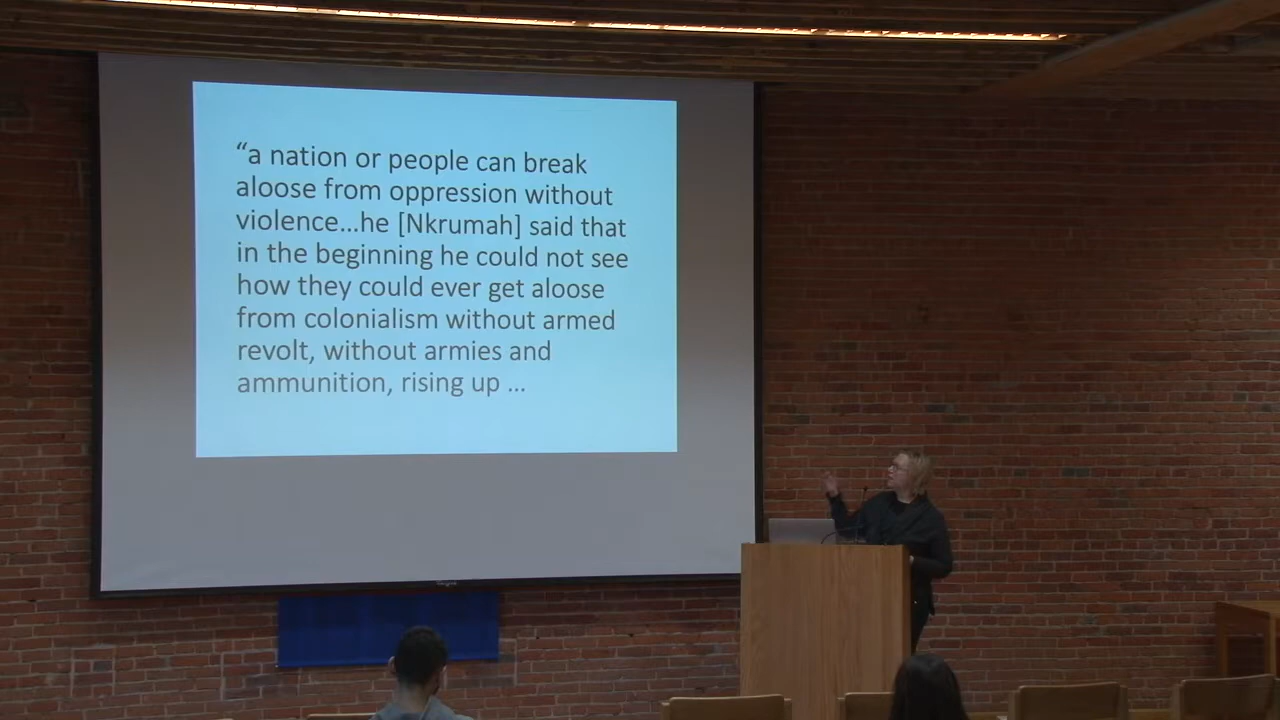 “a nation or people can break
aloose from oppression without
violence...he [Nkrumah] said that
in the beginning he could not see
how they could ever get aloose
from colonialism without armed
revolt, without armies and
ammunition, rising up ...